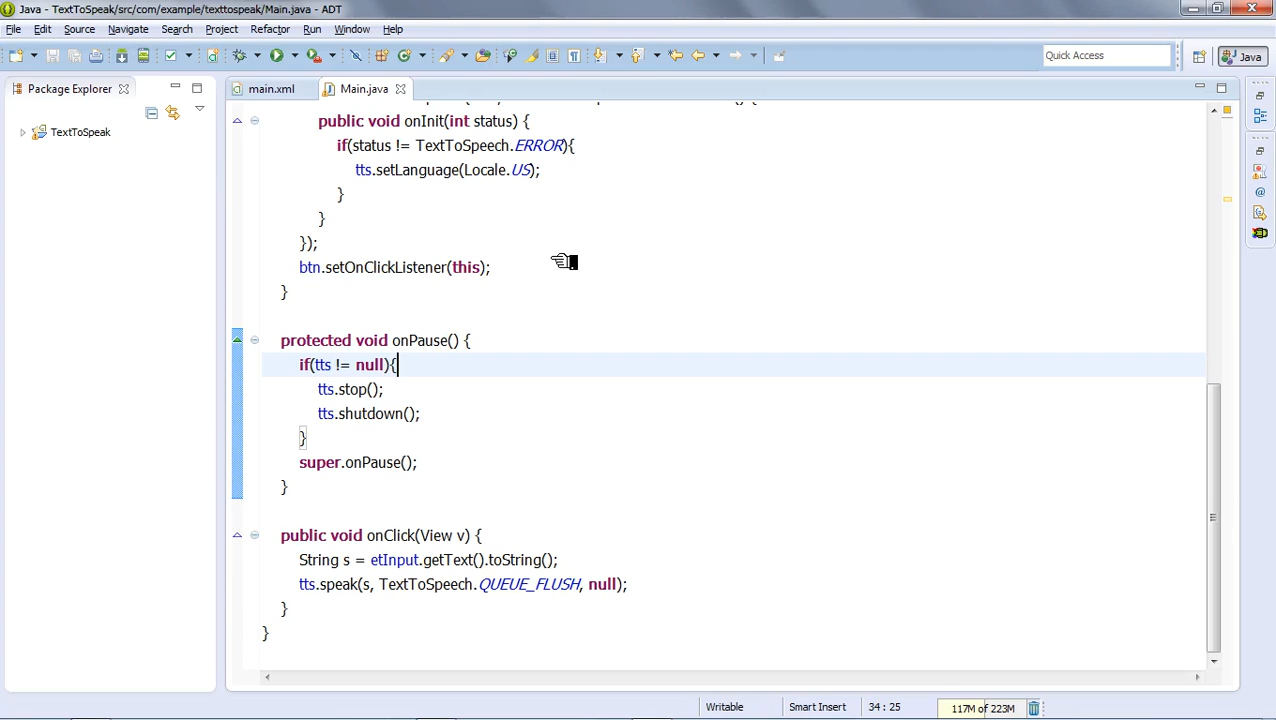 Java - TextToSpeak/src/com/example/texttospeak/Main.java - ADT
File Edit Source Navigate Search Project Refactor Run Window Help
Quick Access
Java
Package Explorer
main.xml
Main.java
TextToSpeak
public void onInit(int status) {
if(status != TextToSpeech.ERROR){
tts.setLanguage(Locale.US);
}
}
});
btn.setOnClickListener(this);
}
protected void onPause() {
if(tts != null){
tts.stop();
tts.shutdown();
}
super.onPause();
}
public void onClick(View v) {
String s = etInput.getText().toString();
tts.speak(s, TextToSpeech.QUEUE_FLUSH, null);
}
}
Writable
Smart Insert
34 : 25
117M of 223M